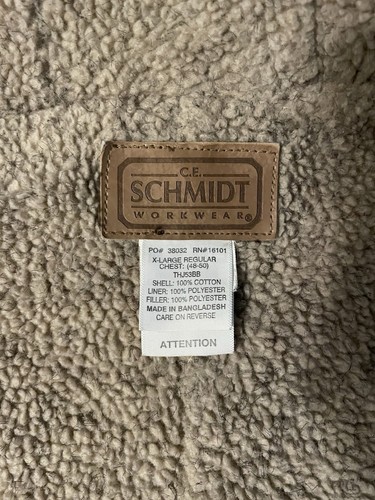 C.E.
SCHMIDT
WORKWEAR®
PO# 38032 RN#16101
X-LARGE REGULAR
CHEST: (48-50)
THJ53BB
SHELL: 100% COTTON
LINER: 100% POLYESTER
FILLER: 100% POLYESTER
MADE IN BANGLADESH
CARE ON REVERSE
ATTENTION